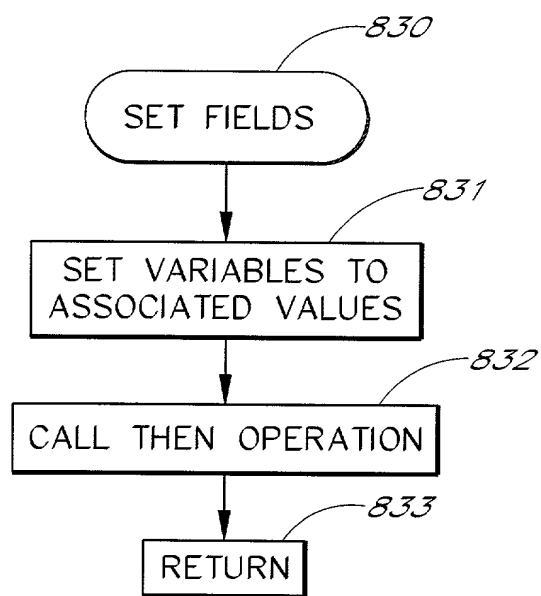 830
SET FIELDS
831
SET VARIABLES TO
ASSOCIATED VALUES
832
CALL THEN OPERATION
833
RETURN